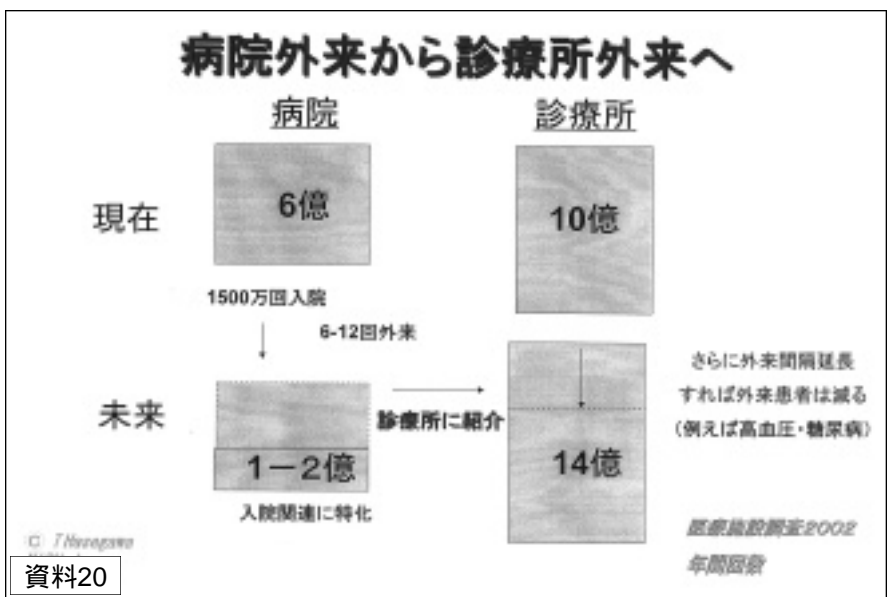 病院外来から診療所外来へ
病院
診療所
現在
6億
10億
1500万回入院
6-12回外来
未来
診療所に紹介
さらに外来間隔延長
すれば外来患者は減る
(例えば高血圧・糖尿病)
1－2億
14億
入院関連に特化
医療施設調査2002
年間回数
© THasegawa
資料20